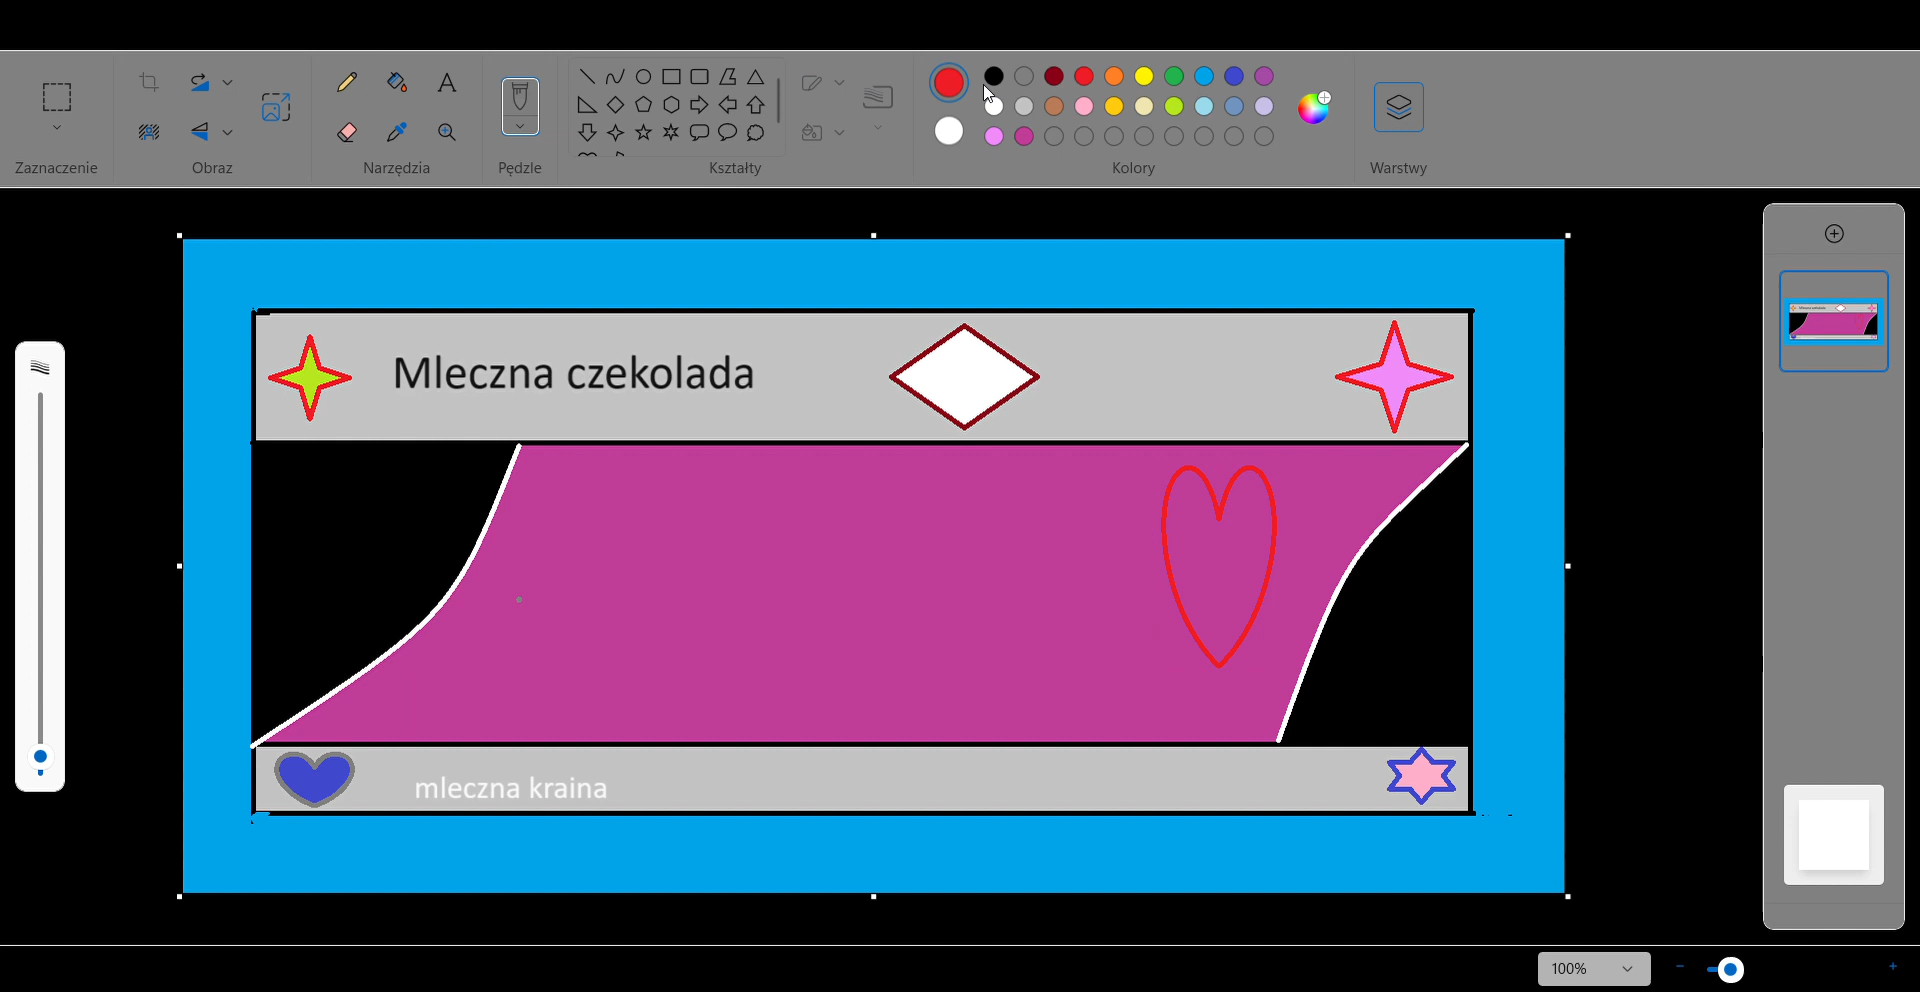 Zaznaczenie
Obraz
Narzędzia
Pędzle
Kształty
Kolory
Warstwy
Mleczna czekolada
mleczna kraina
100%